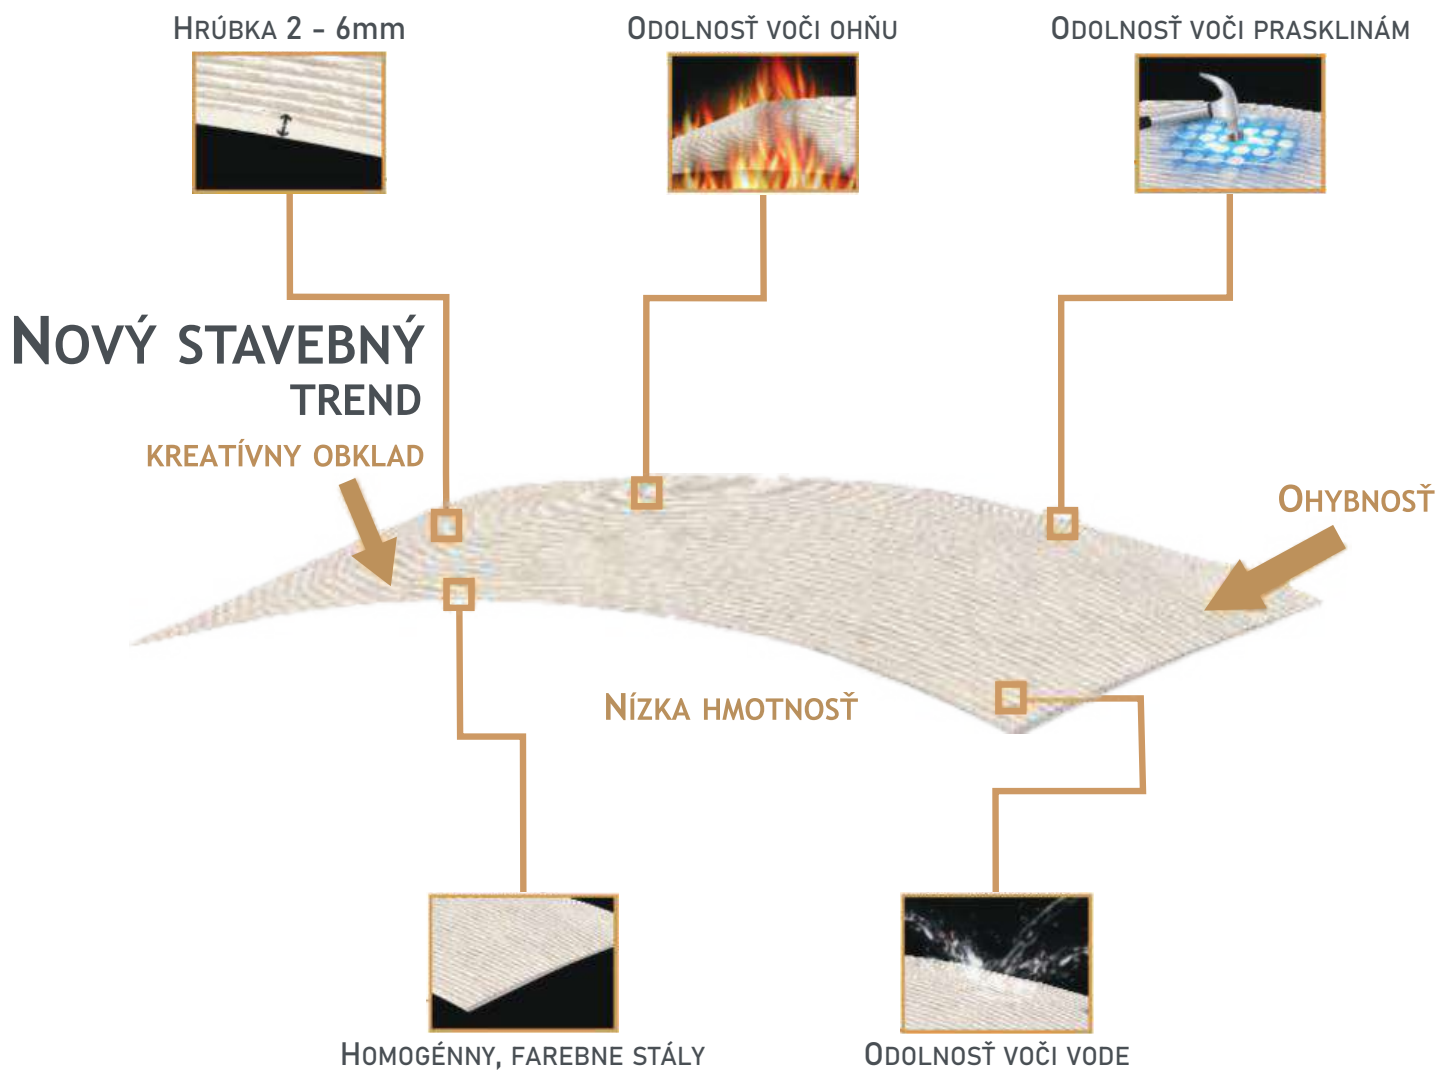 HRÚBKA 2 - 6mm
ODOLNOSŤ VOČI OHŇU
ODOLNOSŤ VOČI PRASKLINÁM
NOVÝ STAVEBNÝ
TREND
KREATÍVNY OBKLAD
OHYBNOSŤ
NÍZKA HMOTNOSŤ
HOMOGÉNNY, FAREBNE STÁLY
ODOLNOSŤ VOČI VODE